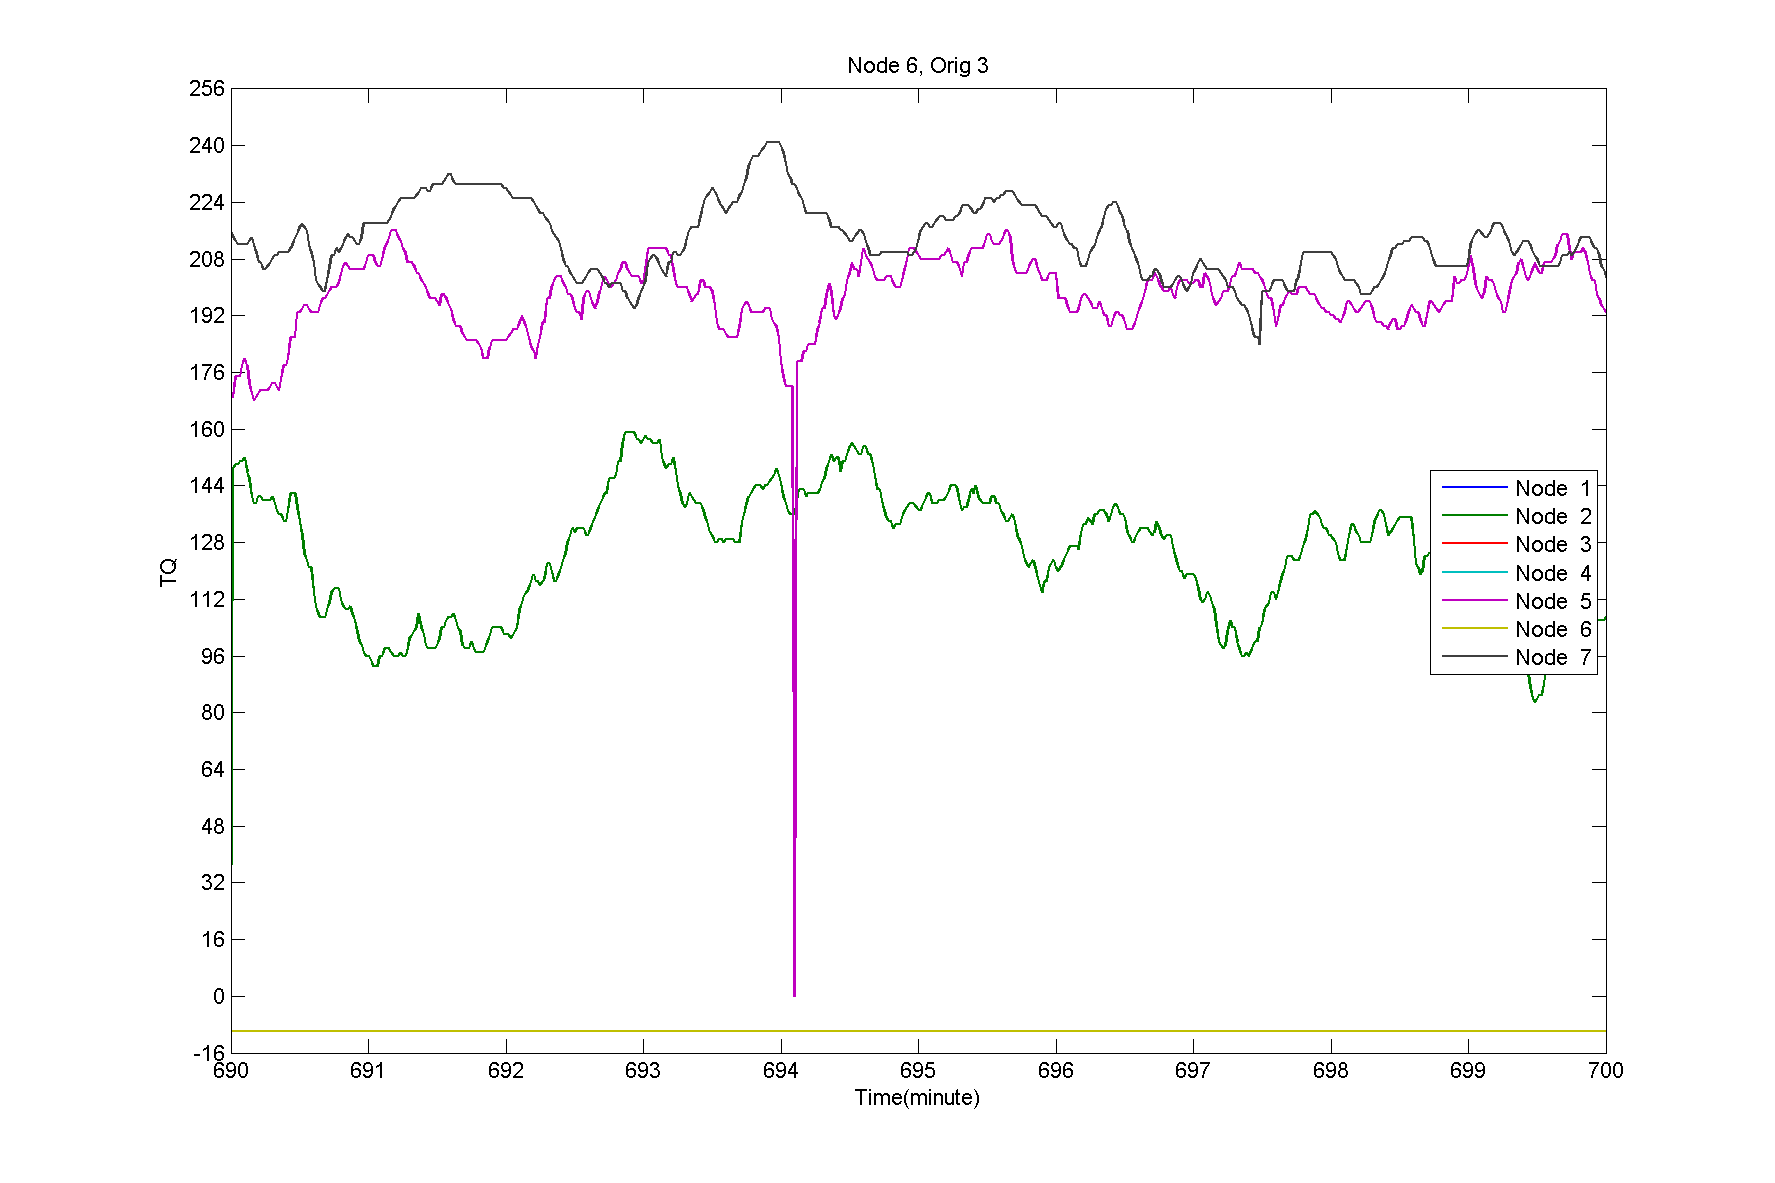 Node 6, Orig 3
256
240
224
208
192
176
160
144
128
112
96
80
64
48
32
16
0
-16
TQ
Node 1
Node 2
Node 3
Node 4
Node 5
Node 6
Node 7
690 691 692 693 694 695 696 697 698 699 700
Time(minute)